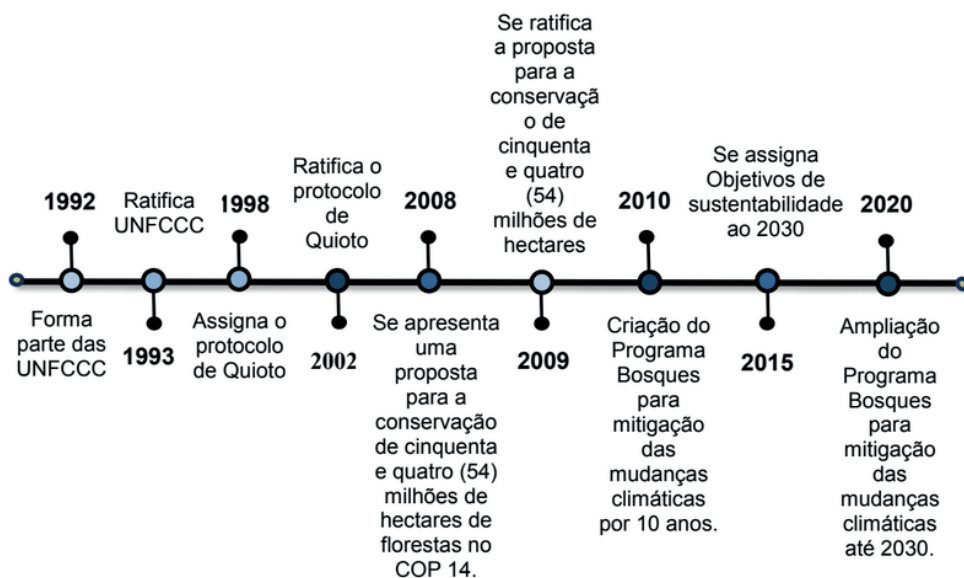 1992
Forma
parte das
UNFCCC
Ratifica
UNFCCC
1993
1998
Assigna o
protocolo
de Quioto
Ratifica o
protocolo
de
Quioto
2002
2008
Se apresenta
uma
proposta
para a
conservação
de cinquenta
e quatro (54)
milhões de
hectares de
florestas no
COP 14.
Se ratifica
a proposta
para a
conservaçã
o de
cinquenta
e quatro
(54)
milhões de
hectares
2009
2010
Criação do
Programa
Bosques
para
mitigação
das
mudanças
climáticas
por 10 anos.
Se assigna
Objetivos de
sustentabilidade
ao 2030
2015
2020
Ampliação
do
Programa
Bosques
para
mitigação
das
mudanças
climáticas
até 2030.